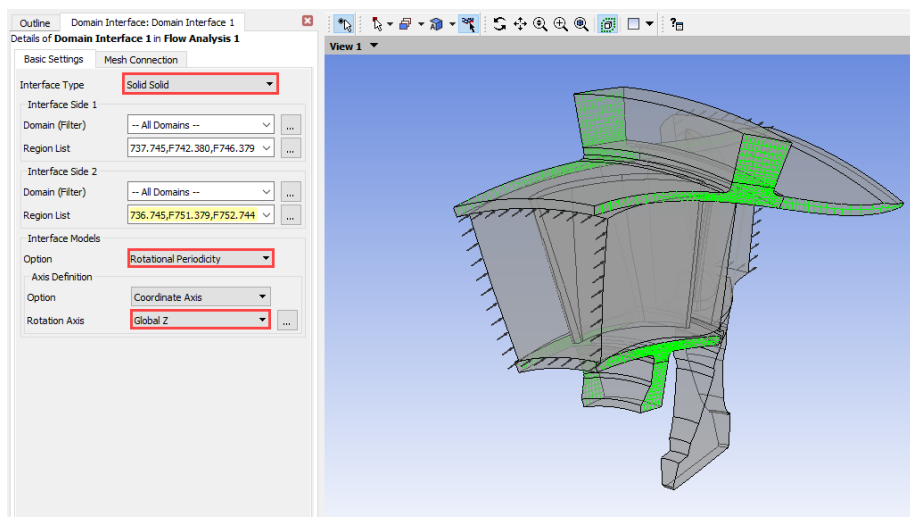 Outline Domain Interface: Domain Interface 1
Details of Domain Interface 1 in Flow Analysis 1
Basic Settings Mesh Connection
Interface Type Solid Solid
Interface Side 1
Domain (Filter) -- All Domains -- ...
Region List 737.745,F742.380,F746.379 ...
Interface Side 2
Domain (Filter) -- All Domains -- ...
Region List 736.745,F751.379,F752.744 ...
Interface Models
Option Rotational Periodicity
Axis Definition
Option Coordinate Axis
Rotation Axis Global Z ...
View 1